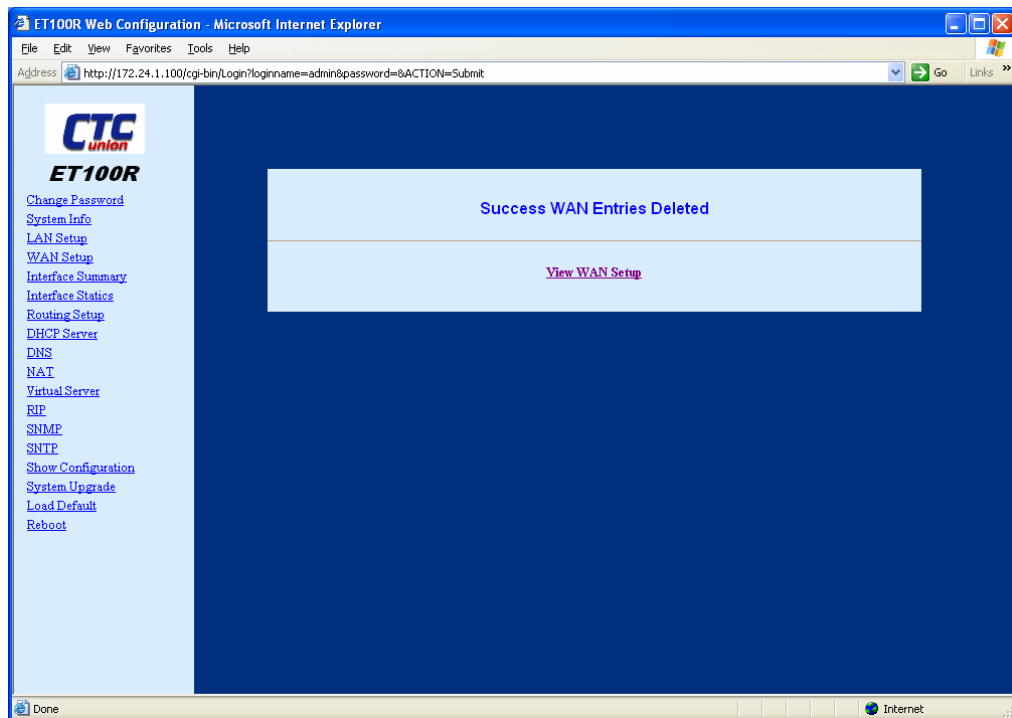 ET100R Web Configuration - Microsoft Internet Explorer
File Edit View Favorites Tools Help
Address http://172.24.1.100/cgi-bin/Login?loginname=admin&password=&ACTION=Submit Go Links »
CTC
union
ET100R
Change Password
System Info
LAN Setup
WAN Setup
Interface Summary
Interface Statics
Routing Setup
DHCP Server
DNS
NAT
Virtual Server
RIP
SNMP
SNTP
Show Configuration
System Upgrade
Load Default
Reboot
Success WAN Entries Deleted
View WAN Setup
Done Internet